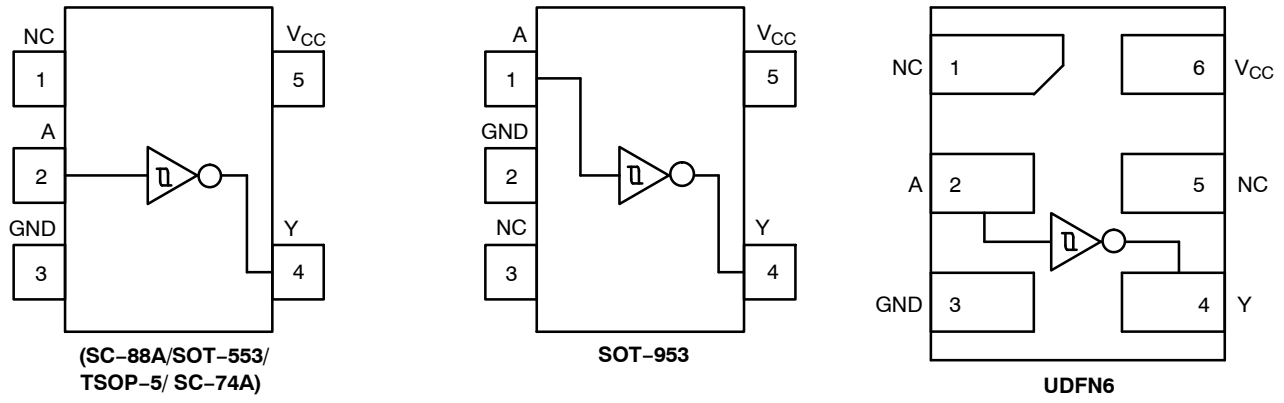 NC
V_CC
1
5
A
2
GND
Y
3
4
(SC–88A/SOT–553/
TSOP–5/ SC–74A)
A
V_CC
1
5
GND
2
NC
Y
3
4
SOT–953
NC 1 6 V_CC
A 2 5 NC
GND 3 4 Y
UDFN6